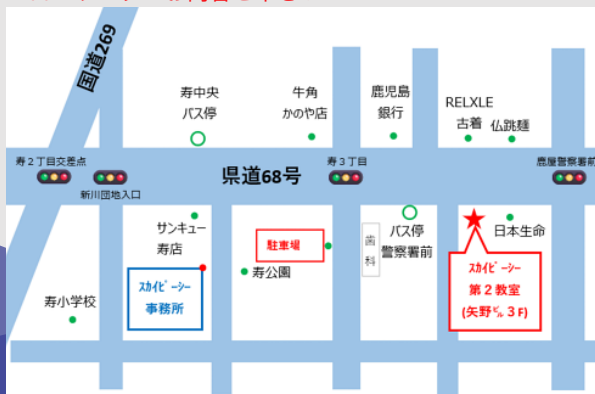 国道269
寿中央
バス停
牛角
かのや店
鹿児島
銀行
RELXLE
古着
仏跳麺
寿２丁目交差点
新川団地入口
県道68号
寿３丁目
鹿屋警察署前
サンキュー
寿店
駐車場
歯科
バス停
警察署前
日本生命
ｽｶｲﾋﾟｰｼｰ
事務所
寿公園
寿小学校
ｽｶｲﾋﾟｰｼｰ
第２教室
(矢野ﾋﾞﾙ３F)